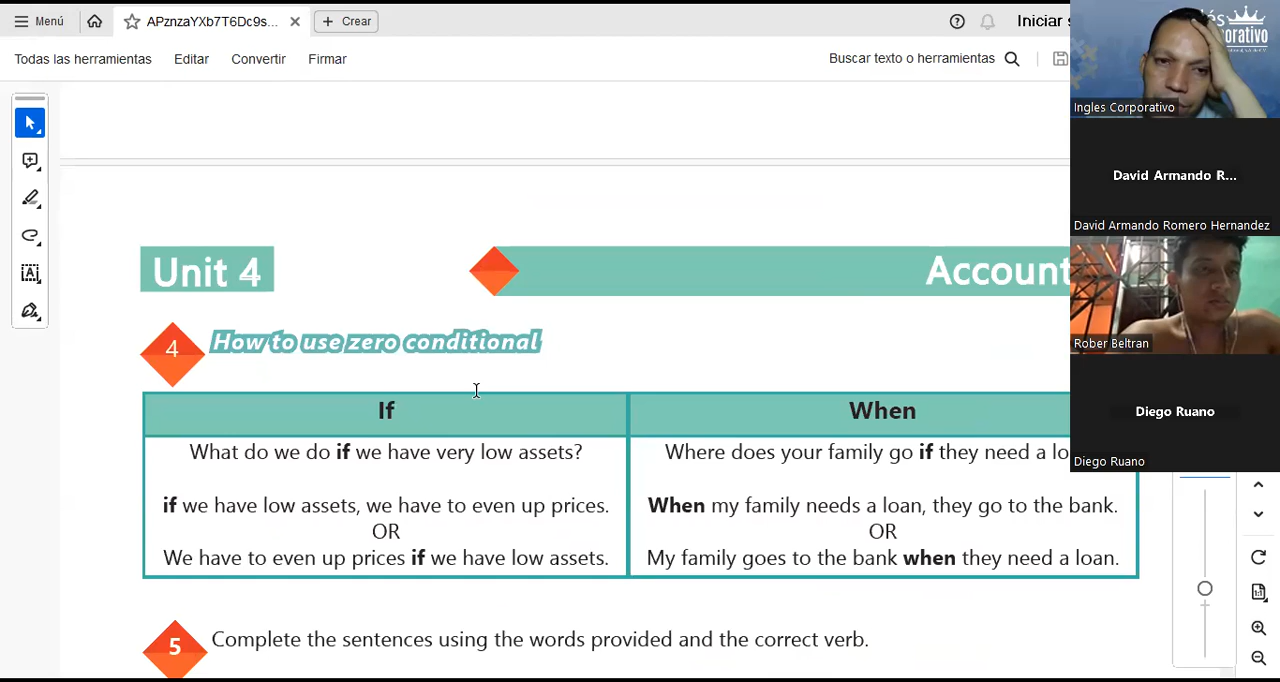 Menú
APznzaYXb7T6Dc9s...
Crear
Iniciar s
Todas las herramientas
Editar
Convertir
Firmar
Buscar texto o herramientas
Ingles Corporativo
David Armando R...
David Armando Romero Hernandez
Rober Beltran
Diego Ruano
Diego Ruano
Unit 4
Account
4
How to use zero conditional
If
When
What do we do if we have very low assets?
Where does your family go if they need a lo
if we have low assets, we have to even up prices.
When my family needs a loan, they go to the bank.
OR
OR
We have to even up prices if we have low assets.
My family goes to the bank when they need a loan.
5
Complete the sentences using the words provided and the correct verb.